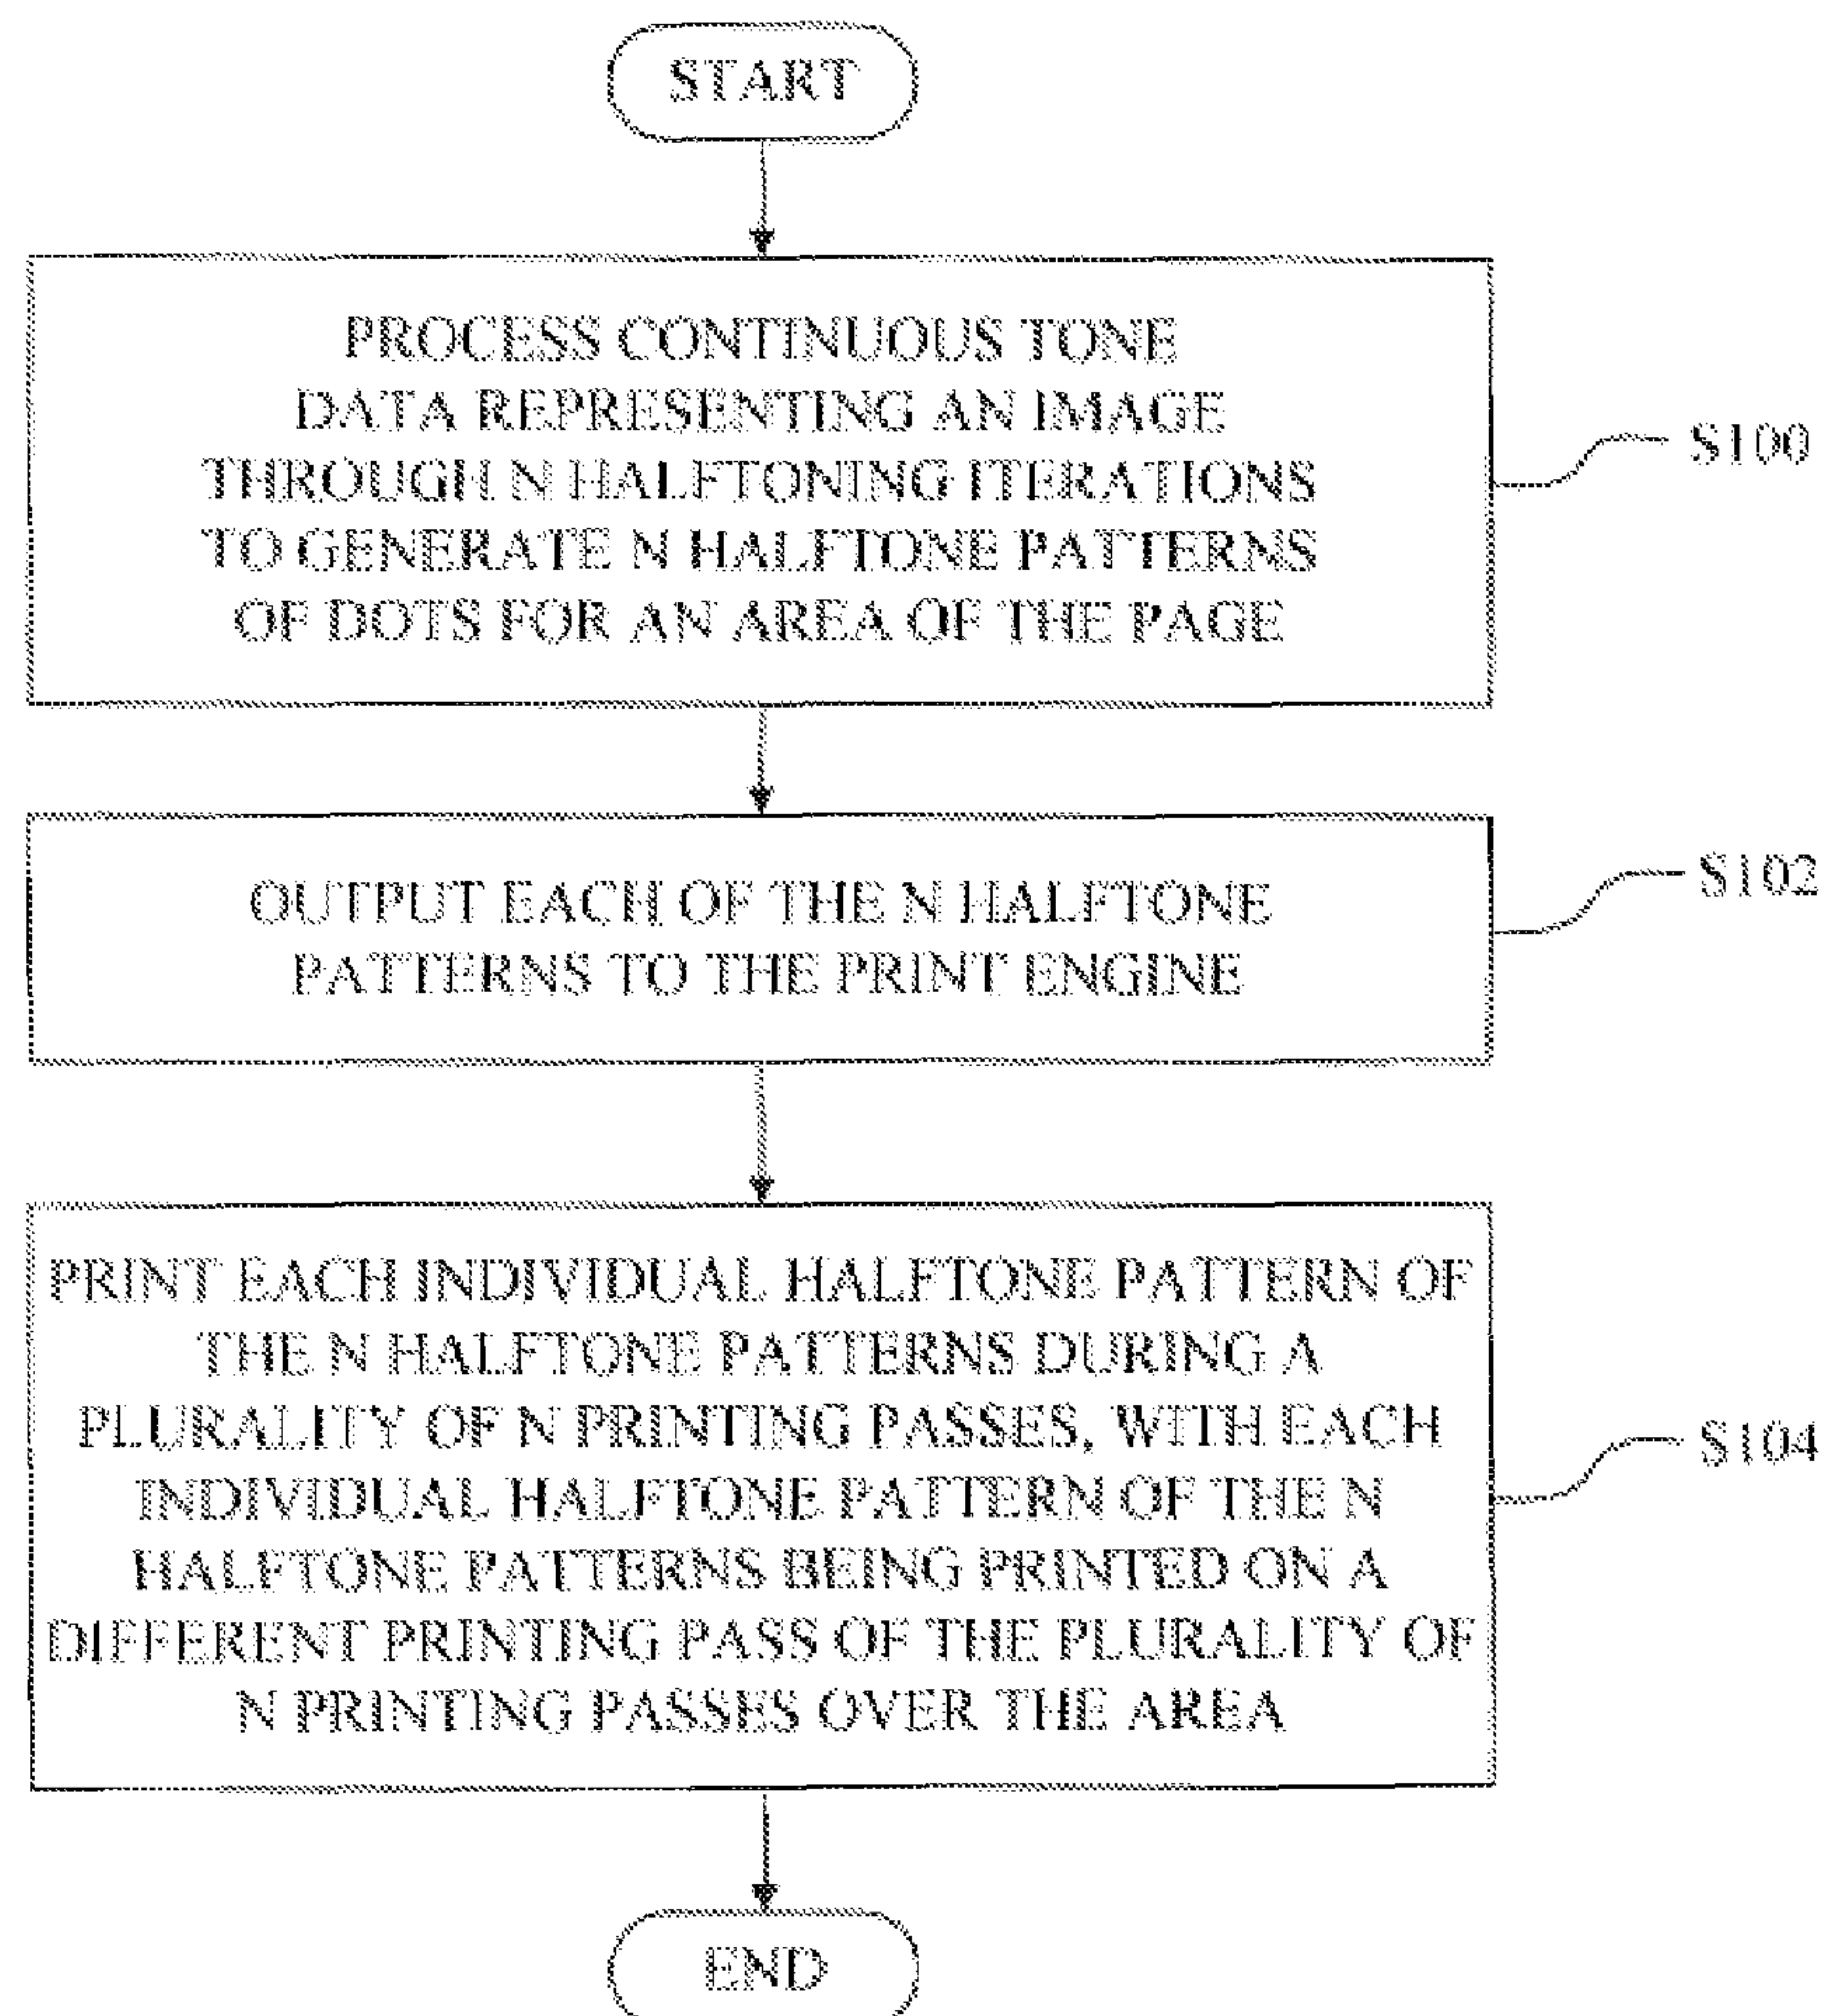 START
PROCESS CONTINUOUS TONE
DATA REPRESENTING AN IMAGE
THROUGH N HALFTONING ITERATIONS
TO GENERATE N HALFTONE PATTERNS
OF DOTS FOR AN AREA OF THE PAGE
S100
OUTPUT EACH OF THE N HALFTONE
PATTERNS TO THE PRINT ENGINE
S102
PRINT EACH INDIVIDUAL HALFTONE PATTERN OF
THE N HALFTONE PATTERNS DURING A
PLURALITY OF N PRINTING PASSES, WITH EACH
INDIVIDUAL HALFTONE PATTERN OF THE N
HALFTONE PATTERNS BEING PRINTED ON A
DIFFERENT PRINTING PASS OF THE PLURALITY OF
N PRINTING PASSES OVER THE AREA
S104
END